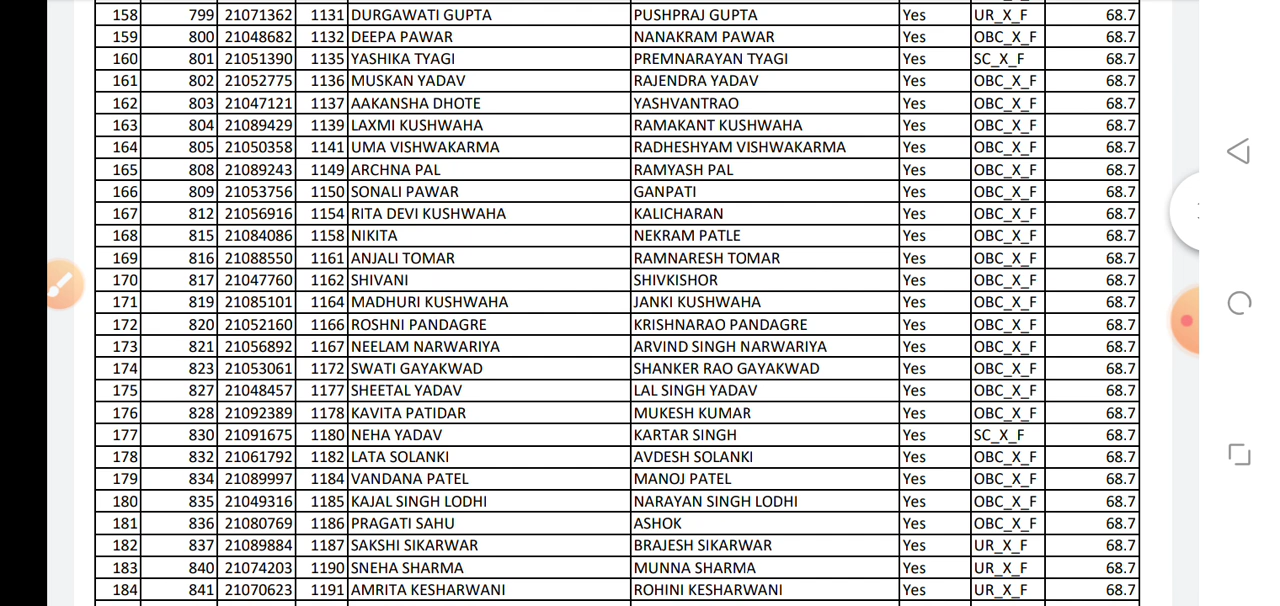 158 799 21071362 1131 DURGAWATI GUPTA PUSHPRAJ GUPTA Yes UR_X_F 68.7
159 800 21048682 1132 DEEPA PAWAR NANAKRAM PAWAR Yes OBC_X_F 68.7
160 801 21051390 1135 YASHIKA TYAGI PREMNARAYAN TYAGI Yes SC_X_F 68.7
161 802 21052775 1136 MUSKAN YADAV RAJENDRA YADAV Yes OBC_X_F 68.7
162 803 21047121 1137 AAKANSHA DHOTE YASHVANTRAO Yes OBC_X_F 68.7
163 804 21089429 1139 LAXMI KUSHWAHA RAMAKANT KUSHWAHA Yes OBC_X_F 68.7
164 805 21050358 1141 UMA VISHWAKARMA RADHESHYAM VISHWAKARMA Yes OBC_X_F 68.7
165 808 21089243 1149 ARCHNA PAL RAMYASH PAL Yes OBC_X_F 68.7
166 809 21053756 1150 SONALI PAWAR GANPATI Yes OBC_X_F 68.7
167 812 21056916 1154 RITA DEVI KUSHWAHA KALICHARAN Yes OBC_X_F 68.7
168 815 21084086 1158 NIKITA NEKRAM PATLE Yes OBC_X_F 68.7
169 816 21088550 1161 ANJALI TOMAR RAMNARESH TOMAR Yes OBC_X_F 68.7
170 817 21047760 1162 SHIVANI SHIVKISHOR Yes OBC_X_F 68.7
171 819 21085101 1164 MADHURI KUSHWAHA JANKI KUSHWAHA Yes OBC_X_F 68.7
172 820 21052160 1166 ROSHNI PANDAGRE KRISHNARAO PANDAGRE Yes OBC_X_F 68.7
173 821 21056892 1167 NEELAM NARWARIYA ARVIND SINGH NARWARIYA Yes OBC_X_F 68.7
174 823 21053061 1172 SWATI GAYAKWAD SHANKER RAO GAYAKWAD Yes OBC_X_F 68.7
175 827 21048457 1177 SHEETAL YADAV LAL SINGH YADAV Yes OBC_X_F 68.7
176 828 21092389 1178 KAVITA PATIDAR MUKESH KUMAR Yes OBC_X_F 68.7
177 830 21091675 1180 NEHA YADAV KARTAR SINGH Yes SC_X_F 68.7
178 832 21061792 1182 LATA SOLANKI AVDESH SOLANKI Yes OBC_X_F 68.7
179 834 21089997 1184 VANDANA PATEL MANOJ PATEL Yes OBC_X_F 68.7
180 835 21049316 1185 KAJAL SINGH LODHI NARAYAN SINGH LODHI Yes OBC_X_F 68.7
181 836 21080769 1186 PRAGATI SAHU ASHOK Yes OBC_X_F 68.7
182 837 21089884 1187 SAKSHI SIKARWAR BRAJESH SIKARWAR Yes UR_X_F 68.7
183 840 21074203 1190 SNEHA SHARMA MUNNA SHARMA Yes UR_X_F 68.7
184 841 21070623 1191 AMRITA KESHARWANI ROHINI KESHARWANI Yes UR_X_F 68.7